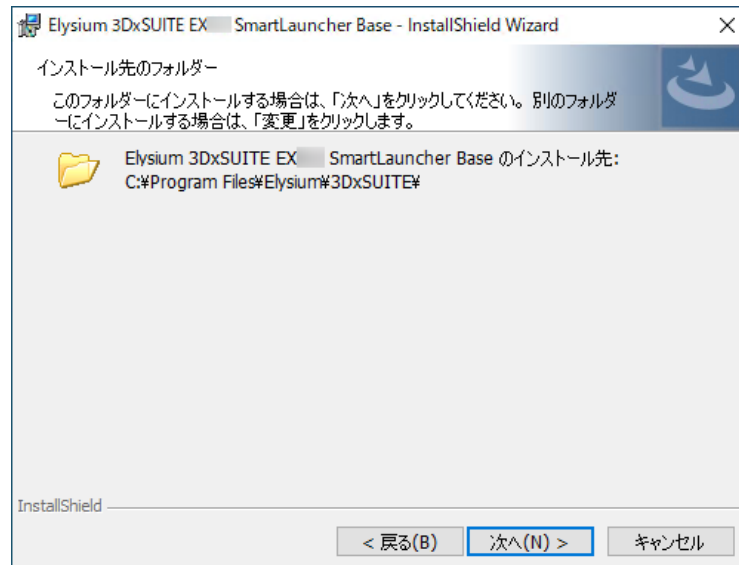 Elysium 3DxSUITE EX SmartLauncher Base - InstallShield Wizard
インストール先のフォルダー
このフォルダーにインストールする場合は、「次へ」をクリックしてください。別のフォルダ
ーにインストールする場合は、「変更」をクリックします。
Elysium 3DxSUITE EX SmartLauncher Base のインストール先:
C:¥Program Files¥Elysium¥3DxSUITE¥
InstallShield
< 戻る(B)
次へ(N) >
キャンセル